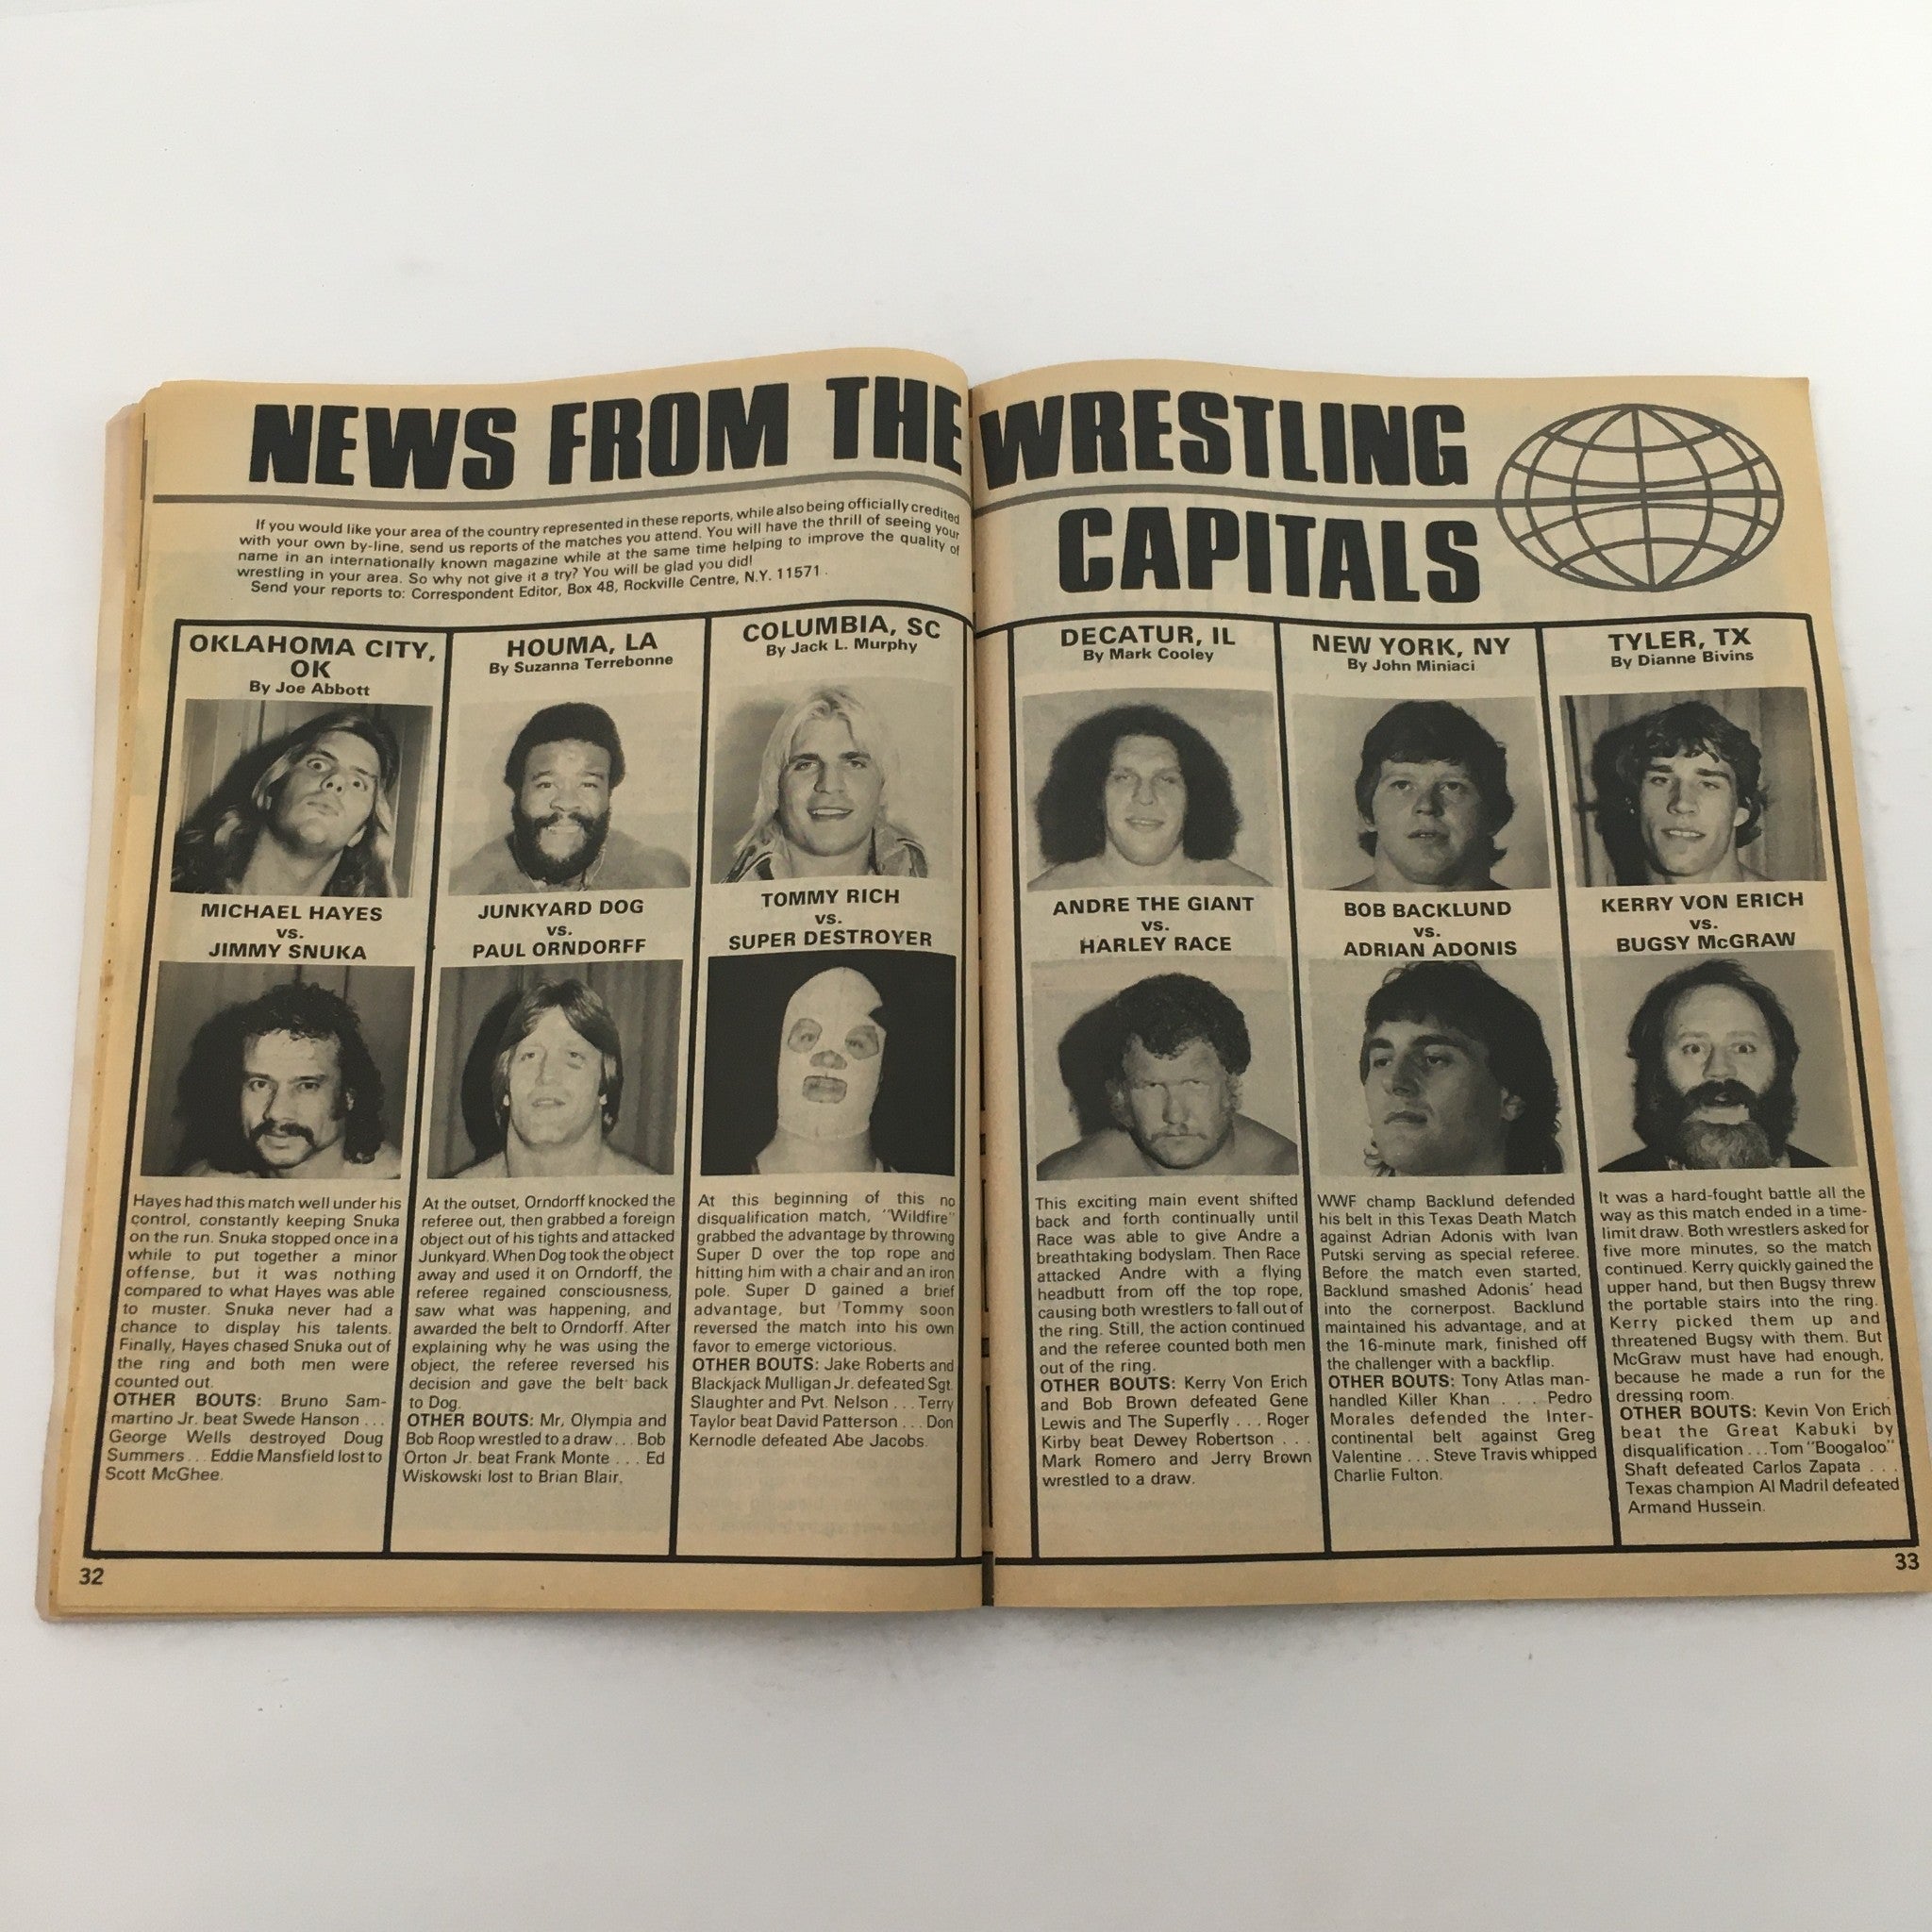 NEWS FROM THE WRESTLING
CAPITALS
If you would like your area of the country represented in these reports, while also being officially credited
with your own by-line, send us reports of the matches you attend. You will have the thrill of seeing your
name in an internationally known magazine while at the same time helping to improve the quality of
wrestling in your area. So why not give it a try? You will be glad you did!
Send your reports to: Correspondent Editor, Box 48, Rockville Centre, N.Y. 11571.
OKLAHOMA CITY,
OK
By Joe Abbott
MICHAEL HAYES
vs.
JIMMY SNUKA
Hayes had this match well under his
control, constantly keeping Snuka
on the run. Snuka stopped once in a
while to put together a minor
offense, but it was nothing
compared to what Hayes was able
to muster. Snuka never had a
chance to display his talents.
Finally, Hayes chased Snuka out of
the ring and both men were
counted out.
OTHER BOUTS: Bruno Sam-
martino Jr. beat Swede Hanson ...
George Wells destroyed Doug
Summers ... Eddie Mansfield lost to
Scott McGhee.
HOUMA, LA
By Suzanna Terrebonne
JUNKYARD DOG
vs.
PAUL ORNDORFF
At the outset, Orndorff knocked the
referee out, then grabbed a foreign
object out of his tights and attacked
Junkyard. When Dog took the object
away and used it on Orndorff, the
referee regained consciousness,
saw what was happening, and
awarded the belt to Orndorff. After
explaining why he was using the
object, the referee reversed his
decision and gave the belt back
to Dog.
OTHER BOUTS: Mr. Olympia and
Bob Roop wrestled to a draw ... Bob
Orton Jr. beat Frank Monte ... Ed
Wiskowski lost to Brian Blair.
COLUMBIA, SC
By Jack L. Murphy
TOMMY RICH
vs.
SUPER DESTROYER
At this beginning of this no
disqualification match, "Wildfire"
grabbed the advantage by throwing
Super D over the top rope and
hitting him with a chair and an iron
pole. Super D gained a brief
advantage, but Tommy soon
reversed the match into his own
favor to emerge victorious.
OTHER BOUTS: Jake Roberts and
Blackjack Mulligan Jr. defeated Sgt.
Slaughter and Pvt. Nelson ... Terry
Taylor beat David Patterson ... Don
Kernodle defeated Abe Jacobs.
32
DECATUR, IL
By Mark Cooley
ANDRE THE GIANT
vs.
HARLEY RACE
This exciting main event shifted
back and forth continually until
Race was able to give Andre a
breathtaking bodyslam. Then Race
attacked Andre with a flying
headbutt from off the top rope,
causing both wrestlers to fall out of
the ring. Still, the action continued
and the referee counted both men
out of the ring.
OTHER BOUTS: Kerry Von Erich
and Bob Brown defeated Gene
Lewis and The Superfly ... Roger
Kirby beat Dewey Robertson ...
Mark Romero and Jerry Brown
wrestled to a draw.
NEW YORK, NY
By John Miniaci
BOB BACKLUND
vs.
ADRIAN ADONIS
WWF champ Backlund defended
his belt in this Texas Death Match
against Adrian Adonis with Ivan
Putski serving as special referee.
Before the match even started,
Backlund smashed Adonis' head
into the cornerpost. Backlund
maintained his advantage, and at
the 16-minute mark, finished off
the challenger with a backflip.
OTHER BOUTS: Tony Atlas man-
handled Killer Khan .... Pedro
Morales defended the Inter-
continental belt against Greg
Valentine ... Steve Travis whipped
Charlie Fulton.
TYLER, TX
By Dianne Bivins
KERRY VON ERICH
vs.
BUGSY McGRAW
It was a hard-fought battle all the
way as this match ended in a time-
limit draw. Both wrestlers asked for
five more minutes, so the match
continued. Kerry quickly gained the
upper hand, but then Bugsy threw
the portable stairs into the ring.
Kerry picked them up and
threatened Bugsy with them. But
McGraw must have had enough,
because he made a run for the
dressing room.
OTHER BOUTS: Kevin Von Erich
beat the Great Kabuki by
disqualification ... Tom "Boogaloo"
Shaft defeated Carlos Zapata ...
Texas champion Al Madril defeated
Armand Hussein.
33